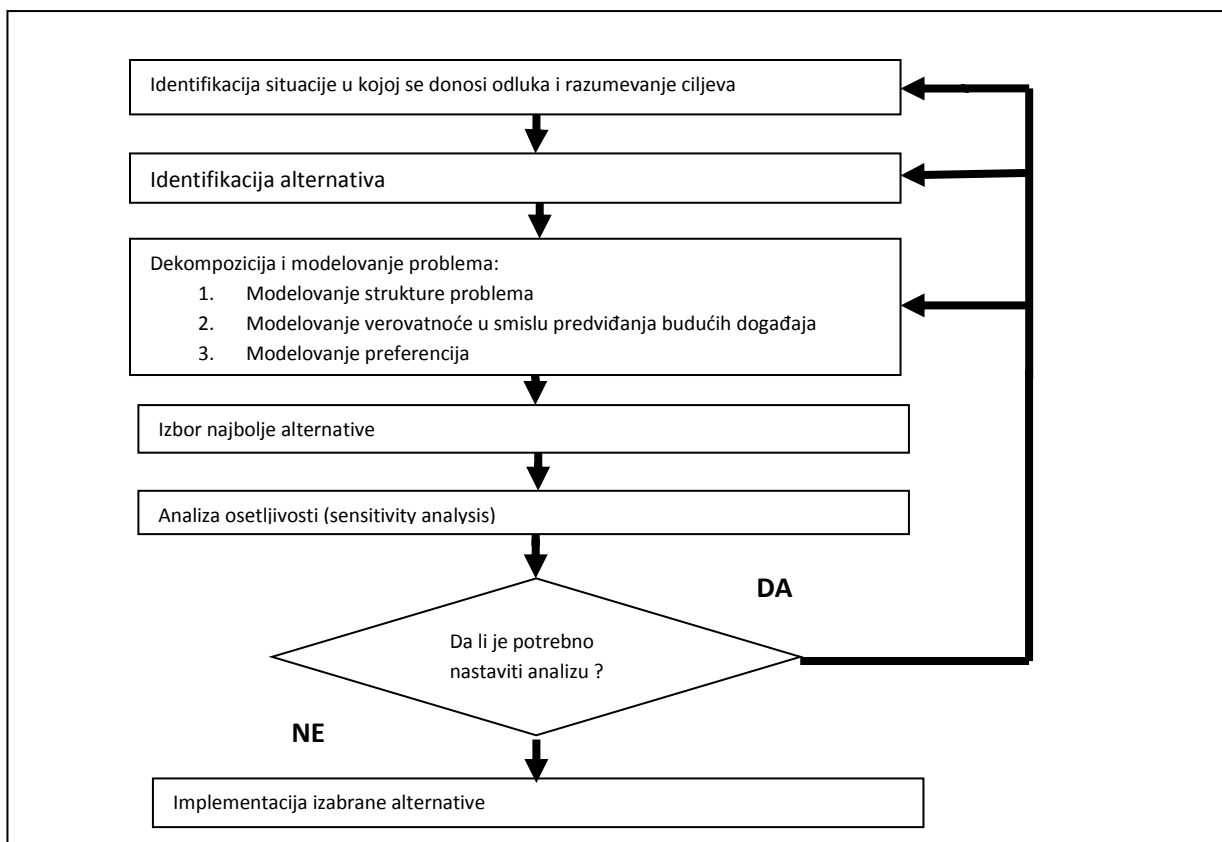 Identifikacija situacije u kojoj se donosi odluka i razumevanje ciljeva
Identifikacija alternativa
Dekompozicija i modelovanje problema:
1. Modelovanje strukture problema
2. Modelovanje verovatnoće u smislu predviđanja budućih događaja
3. Modelovanje preferencija
Izbor najbolje alternative
Analiza osetljivosti (sensitivity analysis)
DA
Da li je potrebno
nastaviti analizu ?
NE
Implementacija izabrane alternative